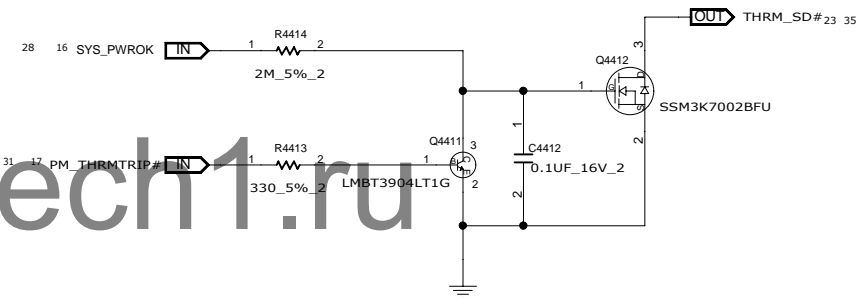 OUT THRM_SD# 23 35
R4414
28 16 SYS_PWROK IN 1 2
2M_5%_2
3
Q4412
D
1 G
S
SSM3K7002BFU
2
Q4411
3
1
C4412
0.1UF_16V_2
2
R4413
31 17 PM_THRMTRIP# IN 1 2 1 B C E
330_5%_2
LMBT3904LT1G 2
ech1.ru